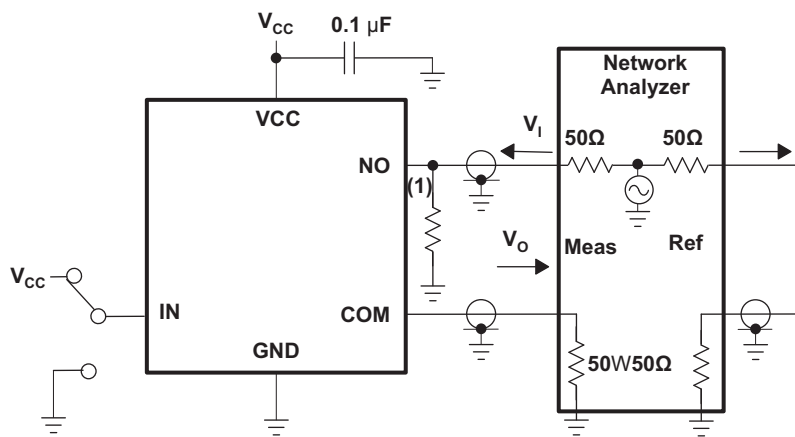 VCC
0.1 µF
VCC
NO
(1)
VI
Network
Analyzer
50Ω
50Ω
VO
Meas
Ref
VCC
IN
COM
GND
50W50Ω